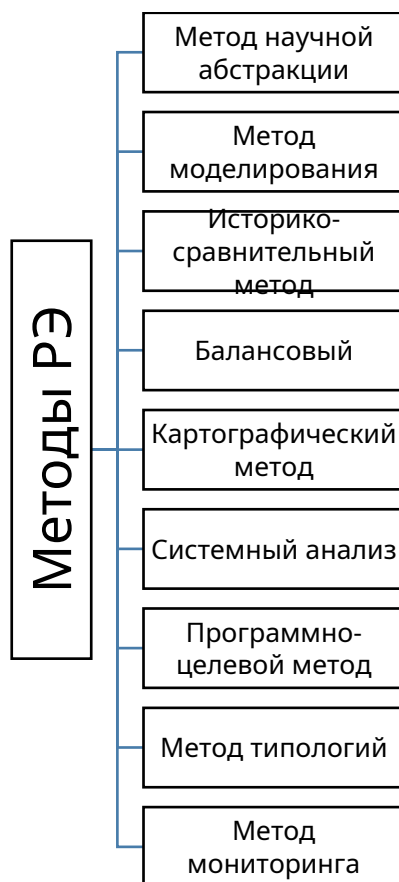 Методы РЭ
Метод научной
абстракции
Метод
моделирования
Историко-
сравнительный
метод
Балансовый
Картографический
метод
Системный анализ
Программно-
целевой метод
Метод типологий
Метод
мониторинга